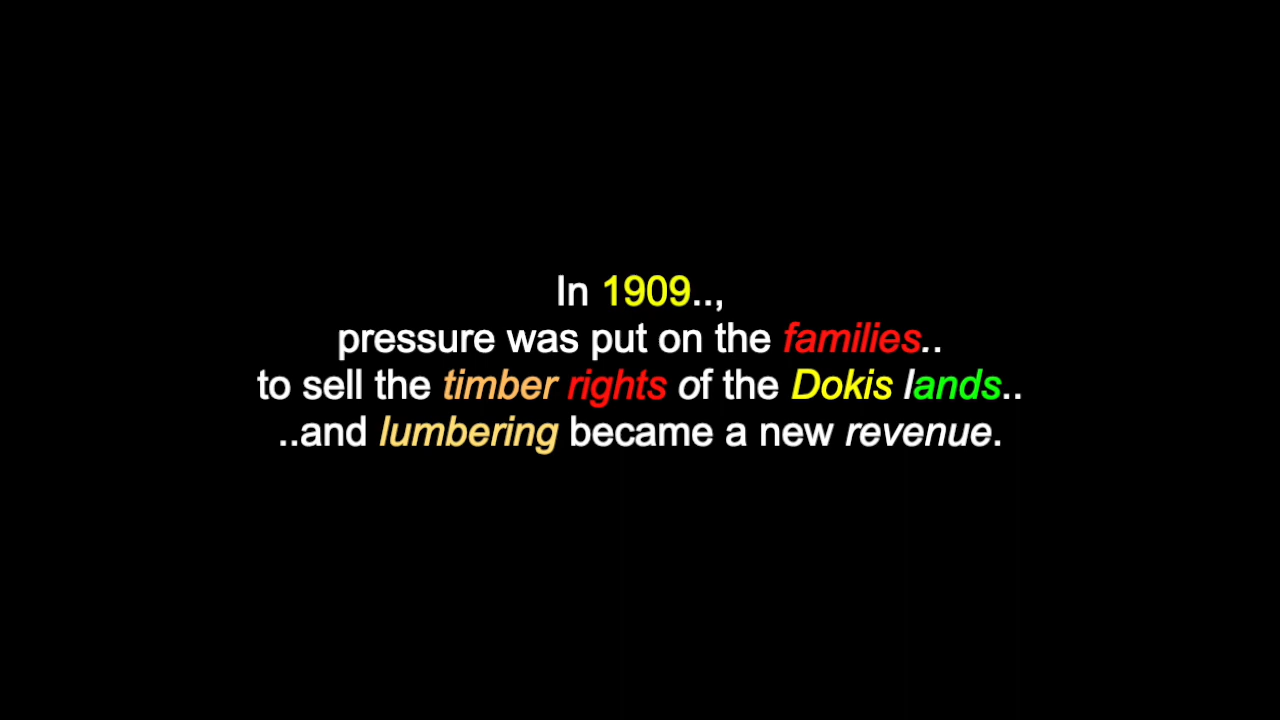 In 1909..,
pressure was put on the families..
to sell the timber rights of the Dokis lands..
..and lumbering became a new revenue.